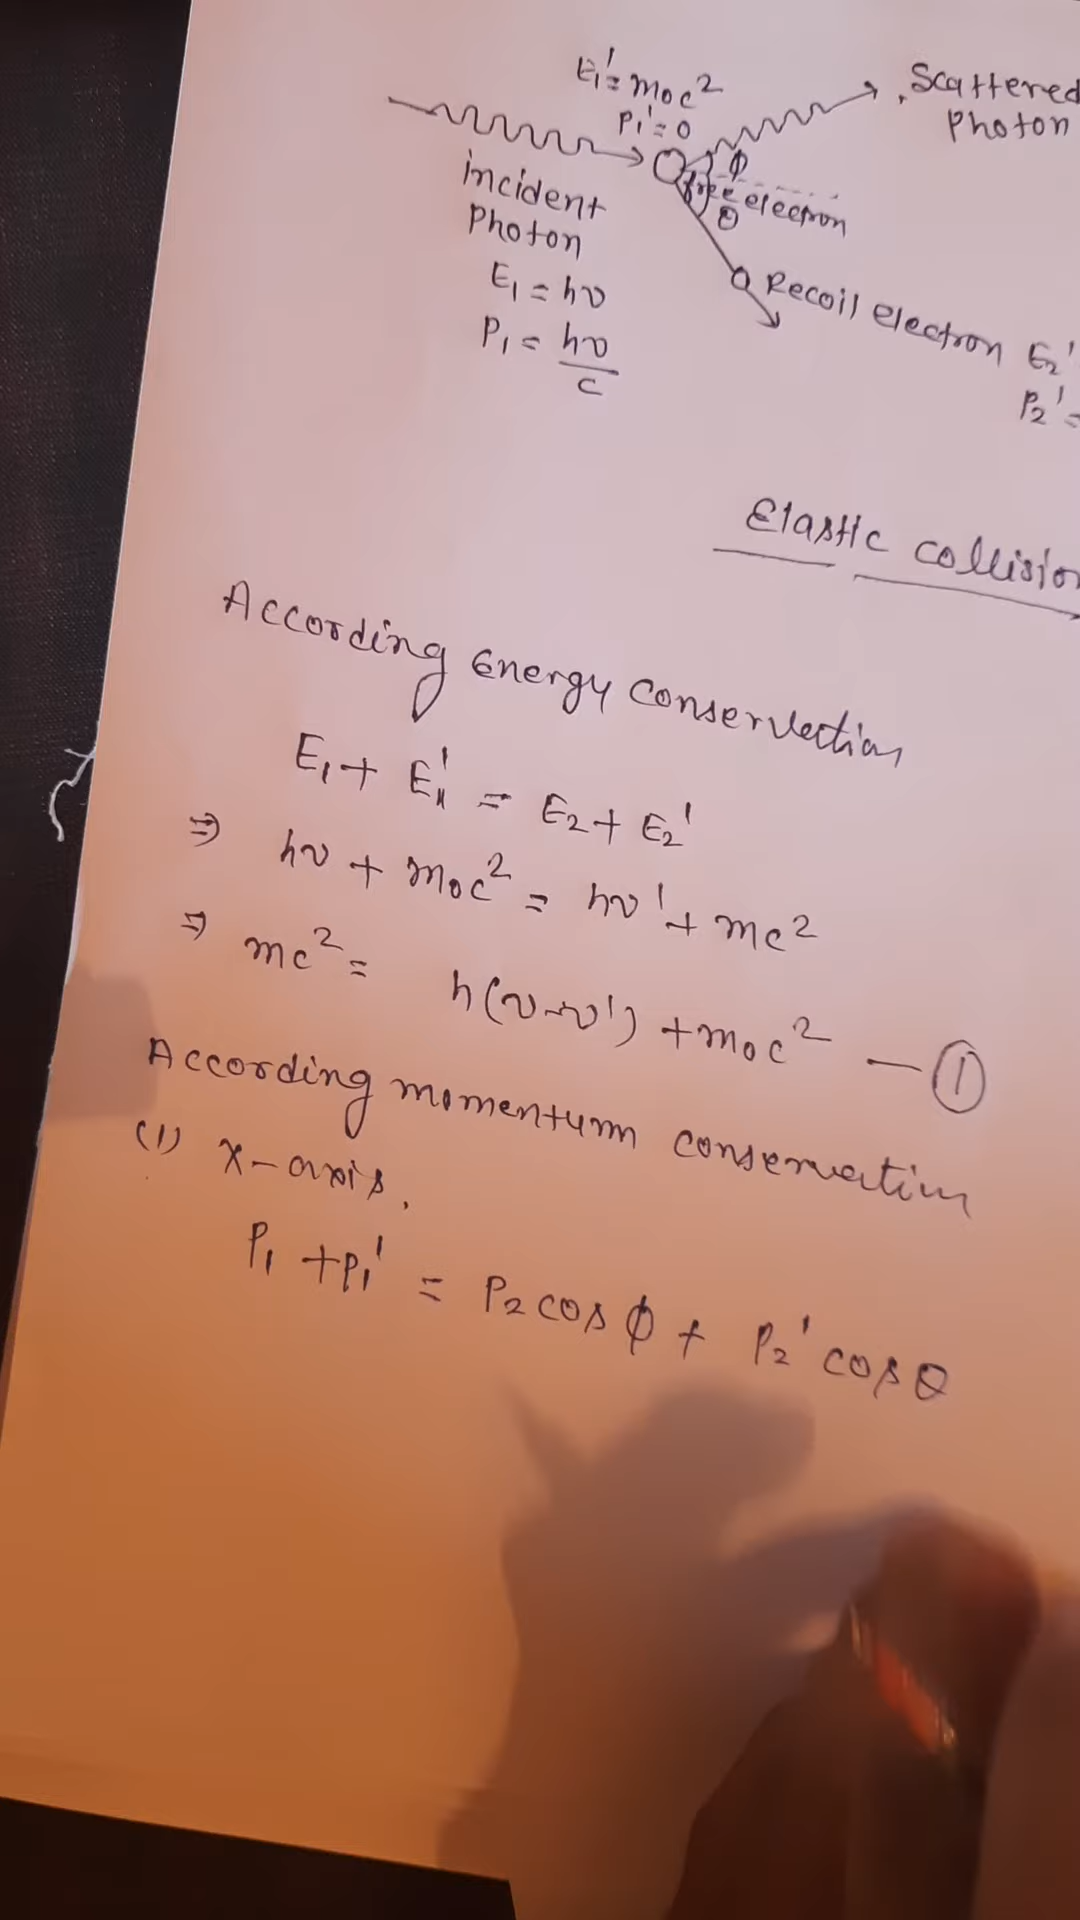 E₁' = m₀c²
P₁' = 0
Scattered
Photon
ϕ
free electron
θ
incident
Photon
E₁ = hν
P₁ = hν/c
Recoil electron E₂'
P₂' =
Elastic collision
According Energy conservation
E₁ + E₁' = E₂ + E₂'
⇒ hν + m₀c² = hν' + mc²
⇒ mc² = h(ν-ν') + m₀c² — ①
According momentum conservation
(1) x-axis,
P₁ + P₁' = P₂ cos ϕ + P₂' cos θ